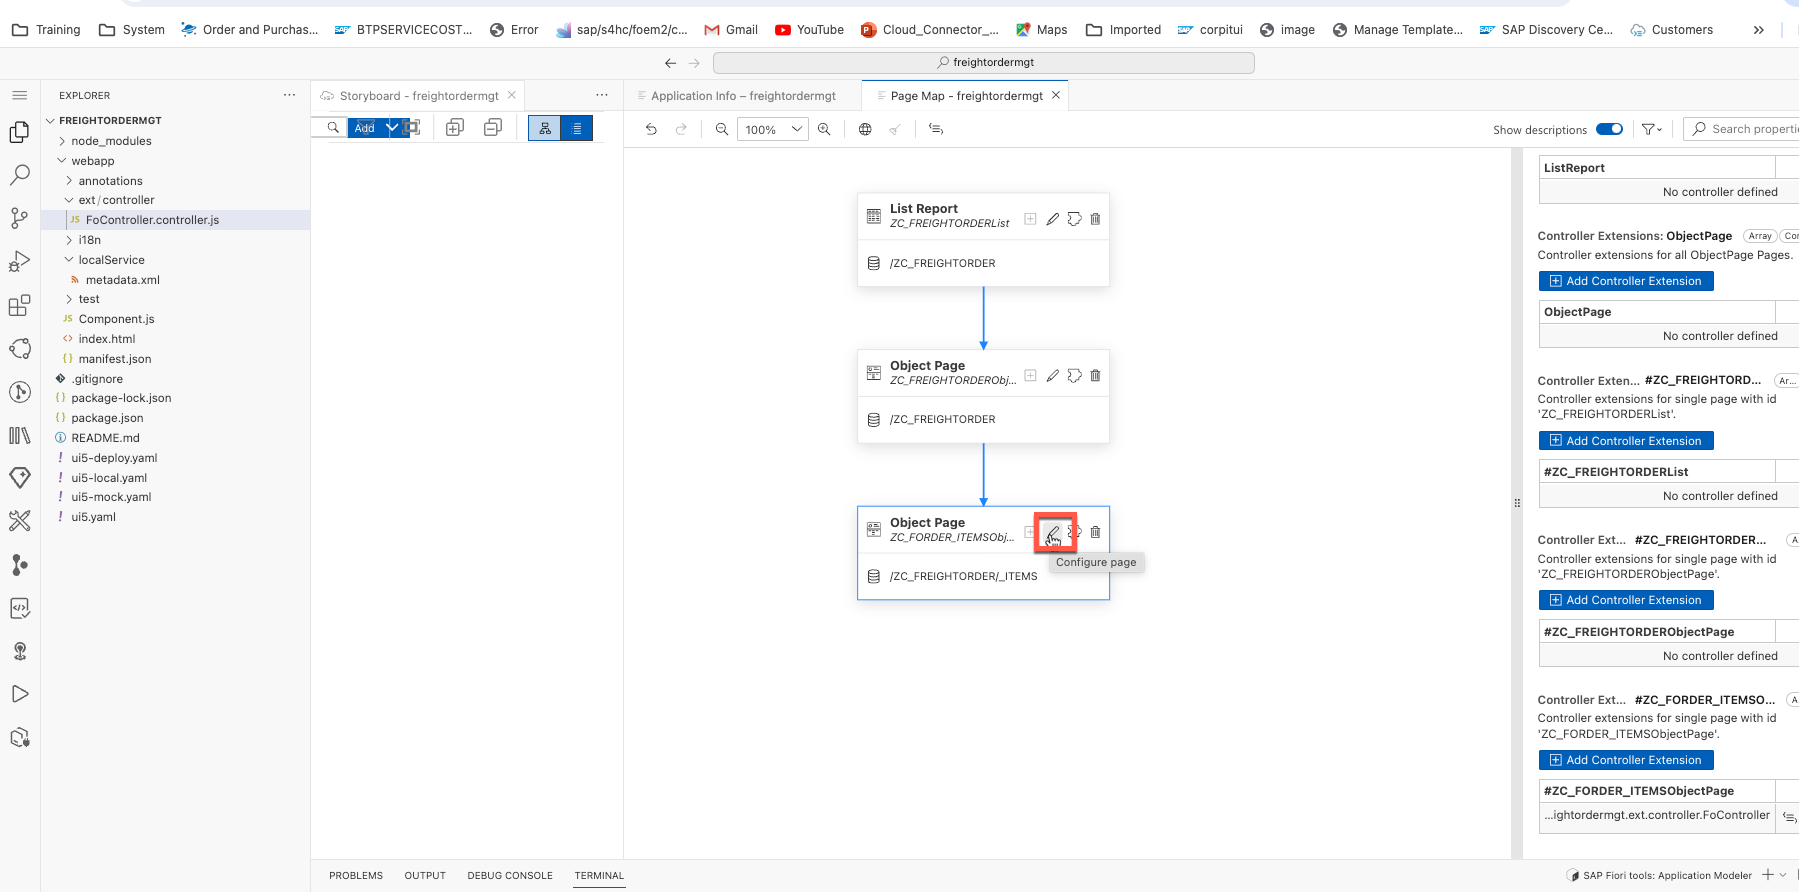 Training
System
Order and Purchas...
BTPSERVICECOST...
Error
sap/s4hc/foem2/c...
Gmail
YouTube
Cloud_Connector_...
Maps
Imported
corpitui
image
Manage Template...
SAP Discovery Ce...
Customers
freightordermgt
EXPLORER
Storyboard - freightordermgt
Application Info – freightordermgt
Page Map - freightordermgt
FREIGHTORDERMGT
node_modules
webapp
annotations
ext/controller
JS FoController.controller.js
i18n
localService
metadata.xml
test
JS Component.js
<> index.html
{} manifest.json
.gitignore
{} package-lock.json
{} package.json
README.md
! ui5-deploy.yaml
! ui5-local.yaml
! ui5-mock.yaml
! ui5.yaml
Add
100%
Show descriptions
Search properti
List Report
ZC_FREIGHTORDERList
/ZC_FREIGHTORDER
Object Page
ZC_FREIGHTORDERObj...
/ZC_FREIGHTORDER
Object Page
ZC_FORDER_ITEMSObj...
Configure page
/ZC_FREIGHTORDER/_ITEMS
ListReport
No controller defined
Controller Extensions: ObjectPage Array Con
Controller extensions for all ObjectPage Pages.
Add Controller Extension
ObjectPage
No controller defined
Controller Exten... #ZC_FREIGHTORD... Ar...
Controller extensions for single page with id
'ZC_FREIGHTORDERList'.
Add Controller Extension
#ZC_FREIGHTORDERList
No controller defined
Controller Ext... #ZC_FREIGHTORDER... A
Controller extensions for single page with id
'ZC_FREIGHTORDERObjectPage'.
Add Controller Extension
#ZC_FREIGHTORDERObjectPage
No controller defined
Controller Ext... #ZC_FORDER_ITEMSO... A
Controller extensions for single page with id
'ZC_FORDER_ITEMSObjectPage'.
Add Controller Extension
#ZC_FORDER_ITEMSObjectPage
...ightordermgt.ext.controller.FoController
PROBLEMS
OUTPUT
DEBUG CONSOLE
TERMINAL
SAP Fiori tools: Application Modeler